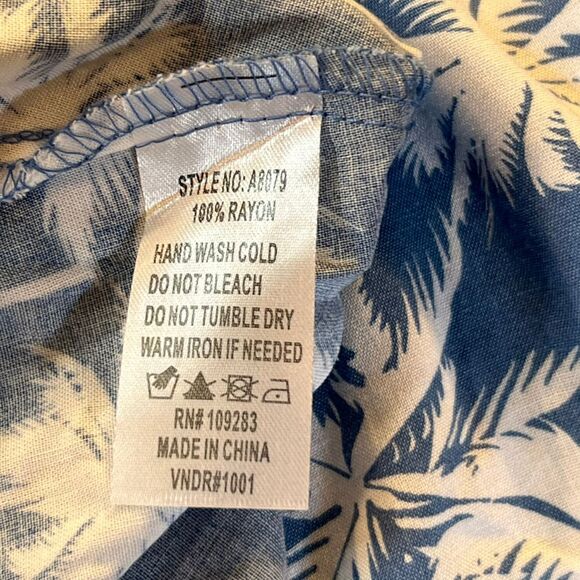 STYLE NO: A8079
100% RAYON
HAND WASH COLD
DO NOT BLEACH
DO NOT TUMBLE DRY
WARM IRON IF NEEDED
RN# 109283
MADE IN CHINA
VNDR#1001